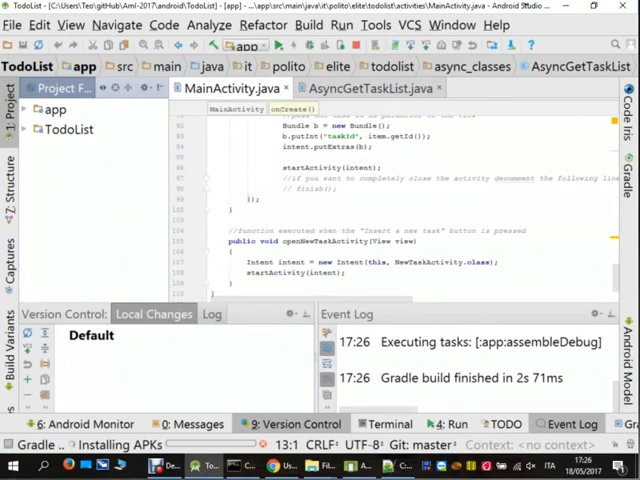 TodoList - [C:\Users\Teo\gitHub\AmI-2017\android\TodoList] - [app] - ...\app\src\main\java\it\polito\elite\todolist\activities\MainActivity.java - Android Studio
File Edit View Navigate Code Analyze Refactor Build Run Tools VCS Window Help
app
TodoList app src main java it polito elite todolist async_classes AsyncGetTaskList
1: Project
Project F...
MainActivity.java AsyncGetTaskList.java
MainActivity onCreate()
app
TodoList
Bundle b = new Bundle();
b.putInt("taskId", item.getId());
intent.putExtras(b);
startActivity(intent);
//if you want to completely close the activity decomment the following line
// finish();
});
}
//function executed when the "Insert a new task" button is pressed
public void openNewTaskActivity(View view)
{
Intent intent = new Intent(this, NewTaskActivity.class);
startActivity(intent);
}
}
7: Structure
Captures
Build Variants
Code Iris
Gradle
Android Model
Version Control: Local Changes Log
Event Log
Default
17:26 Executing tasks: [:app:assembleDebug]
17:26 Gradle build finished in 2s 71ms
6: Android Monitor 0: Messages 9: Version Control Terminal 4: Run TODO Event Log Gra
Gradle ... Installing APKs 13:1 CRLF÷ UTF-8÷ Git: master÷ Context: <no context>
De... To... C... Us... File... A... C:...
ITA
17:26
18/05/2017